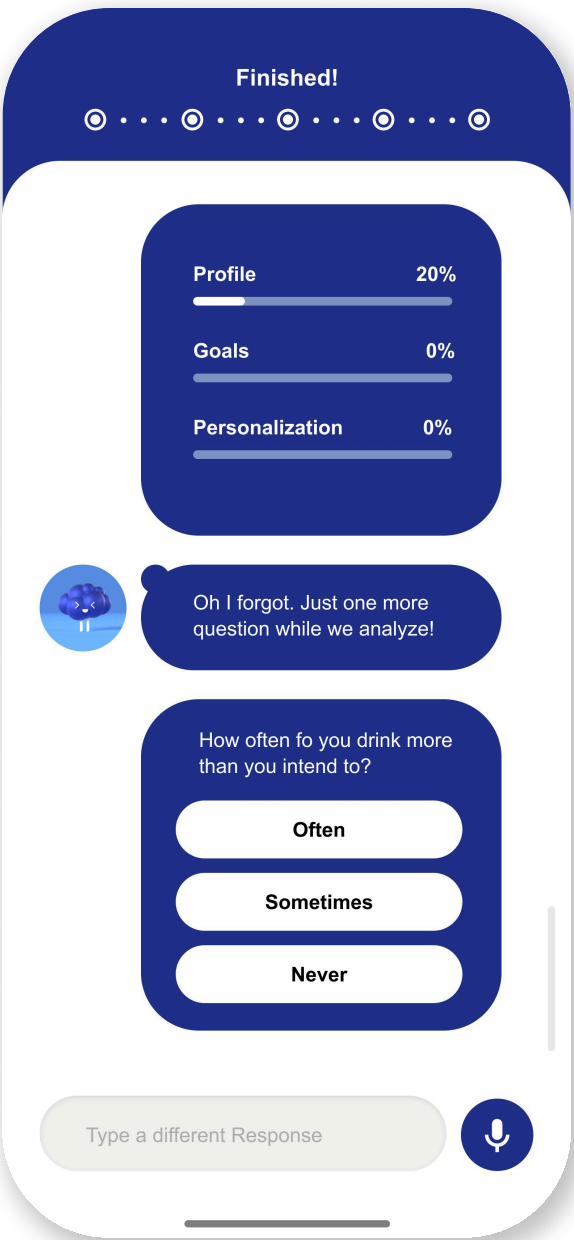 Finished!
Profile 20%
Goals 0%
Personalization 0%
Oh I forgot. Just one more
question while we analyze!
How often fo you drink more
than you intend to?
Often
Sometimes
Never
Type a different Response